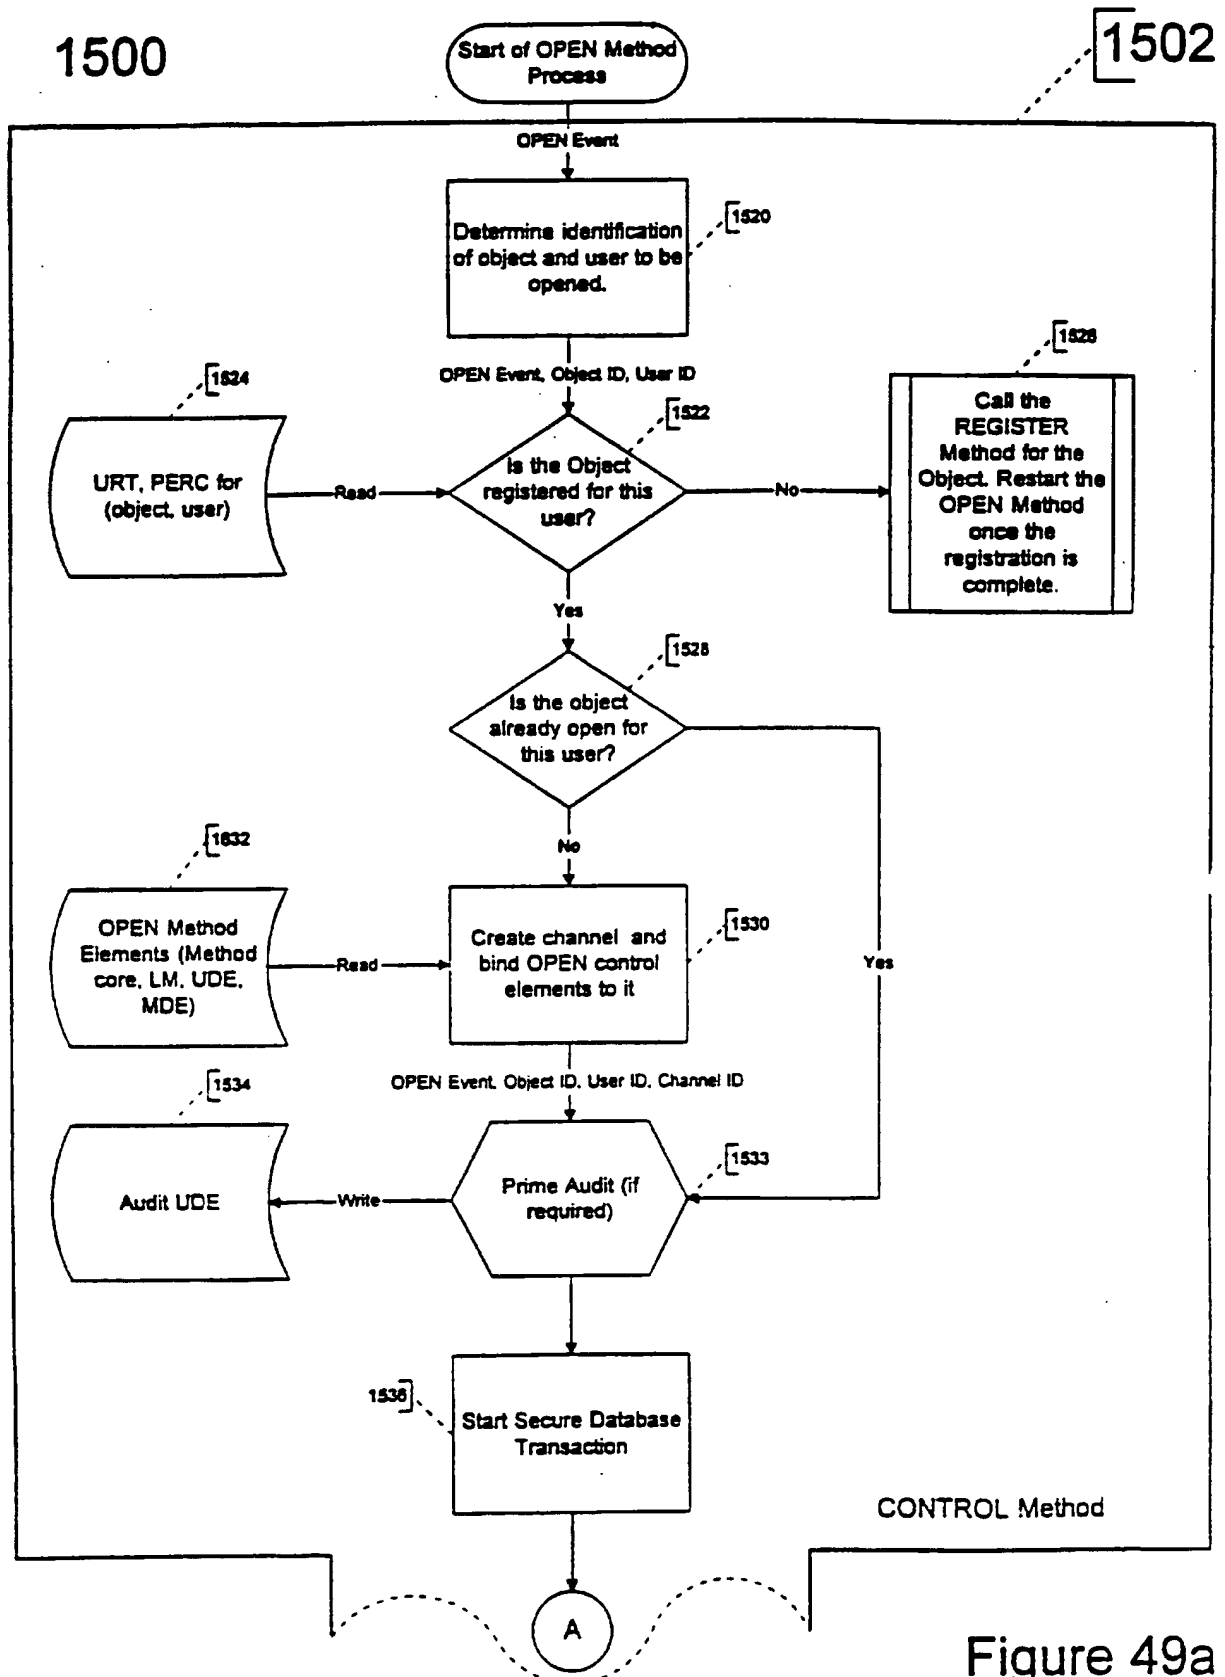 1500
Start of OPEN Method
Process
1502
OPEN Event
Determine identification
of object and user to be
opened.
1520
OPEN Event, Object ID, User ID
1524
URT, PERC for
(object, user)
Read
1522
Is the Object
registered for this
user?
No
1526
Call the
REGISTER
Method for the
Object. Restart the
OPEN Method
once the
registration is
complete.
Yes
1528
Is the object
already open for
this user?
No
Yes
1632
OPEN Method
Elements (Method
core, LM, UDE,
MDE)
Read
Create channel and
bind OPEN control
elements to it
1530
OPEN Event, Object ID, User ID, Channel ID
1534
Audit UDE
Write
Prime Audit (if
required)
1533
1536
Start Secure Database
Transaction
CONTROL Method
A
Figure 49a